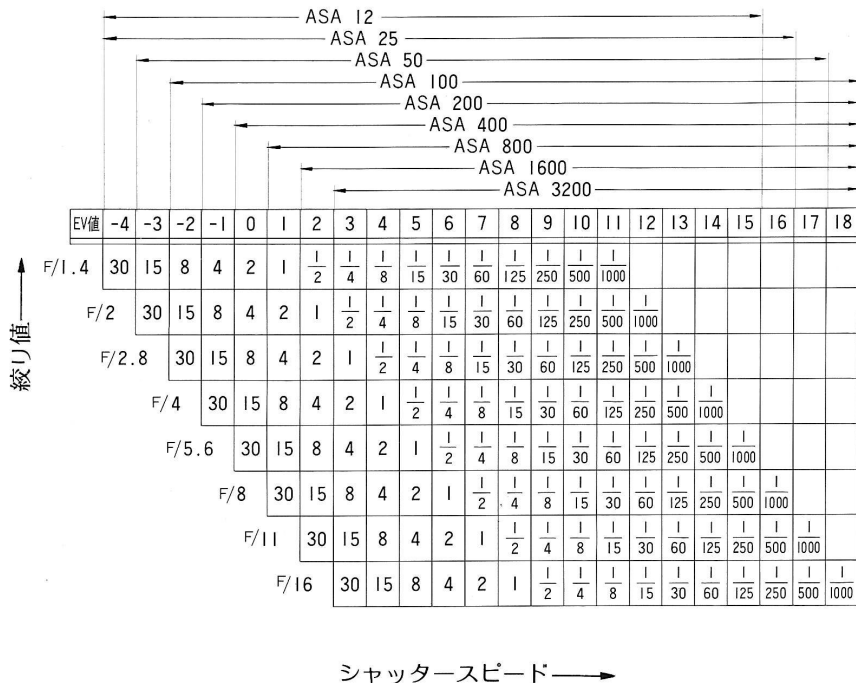 ASA 12
ASA 25
ASA 50
ASA 100
ASA 200
ASA 400
ASA 800
ASA 1600
ASA 3200
EV値 -4 -3 -2 -1 0 1 2 3 4 5 6 7 8 9 10 11 12 13 14 15 16 17 18
F/1.4 30 15 8 4 2 1 1/2 1/4 1/8 1/15 1/30 1/60 1/125 1/250 1/500 1/1000
F/2 30 15 8 4 2 1 1/2 1/4 1/8 1/15 1/30 1/60 1/125 1/250 1/500 1/1000
F/2.8 30 15 8 4 2 1 1/2 1/4 1/8 1/15 1/30 1/60 1/125 1/250 1/500 1/1000
F/4 30 15 8 4 2 1 1/2 1/4 1/8 1/15 1/30 1/60 1/125 1/250 1/500 1/1000
F/5.6 30 15 8 4 2 1 1/2 1/4 1/8 1/15 1/30 1/60 1/125 1/250 1/500 1/1000
F/8 30 15 8 4 2 1 1/2 1/4 1/8 1/15 1/30 1/60 1/125 1/250 1/500 1/1000
F/11 30 15 8 4 2 1 1/2 1/4 1/8 1/15 1/30 1/60 1/125 1/250 1/500 1/1000
F/16 30 15 8 4 2 1 1/2 1/4 1/8 1/15 1/30 1/60 1/125 1/250 1/500 1/1000
絞り値
シャッタースピード